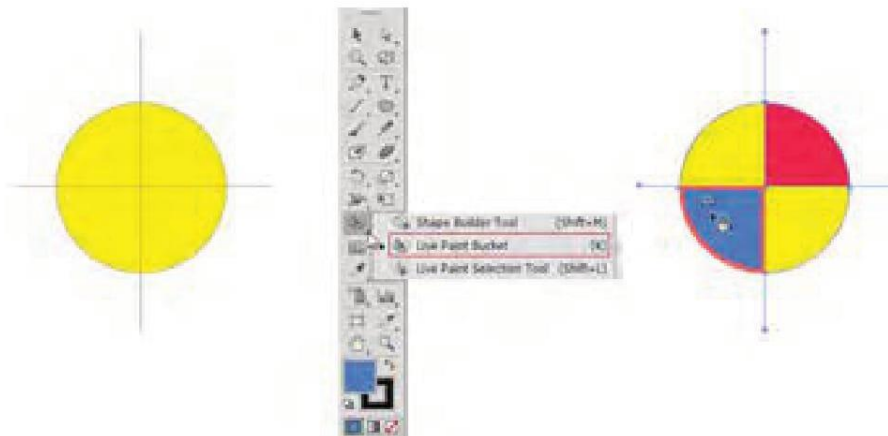 Shape Builder Tool (Shift+M)
Live Paint Bucket (K)
Live Paint Selection Tool (Shift+L)